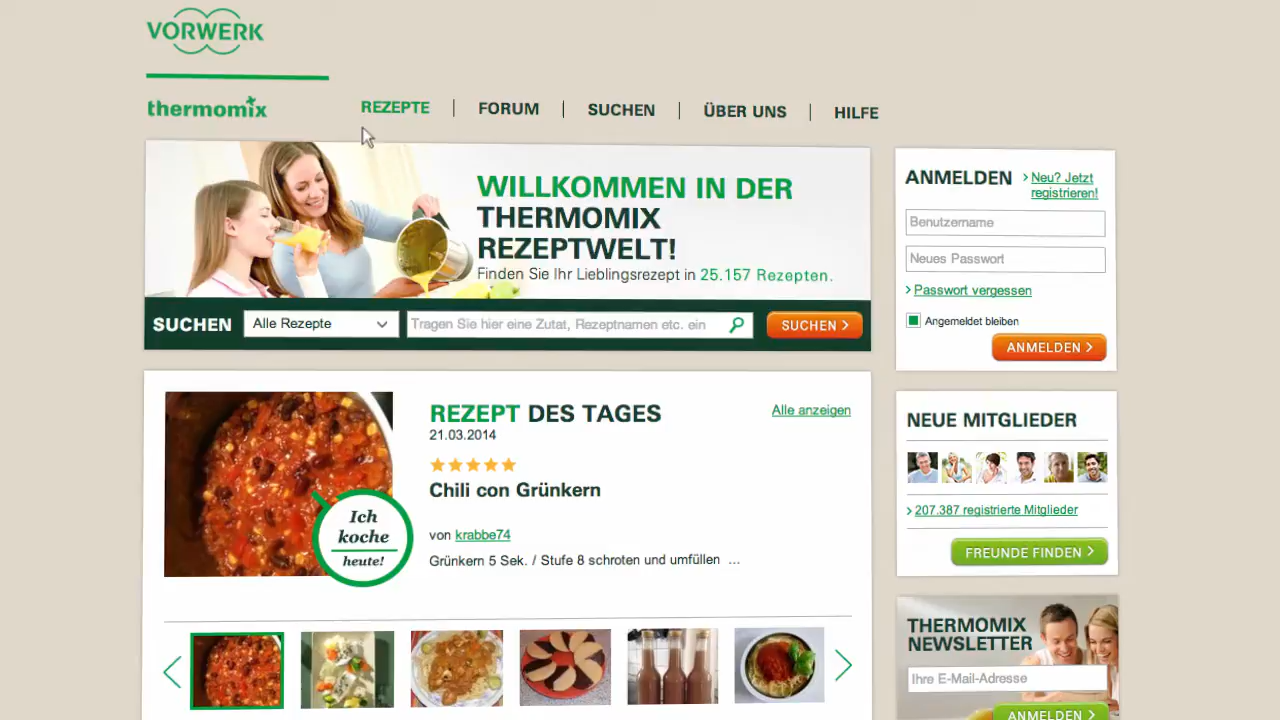 VORWERK
thermomix
REZEPTE
FORUM
SUCHEN
ÜBER UNS
HILFE
WILLKOMMEN IN DER
THERMOMIX
REZEPTWELT!
Finden Sie Ihr Lieblingsrezept in 25.157 Rezepten.
SUCHEN
Alle Rezepte
Tragen Sie hier eine Zutat, Rezeptnamen etc. ein
SUCHEN
ANMELDEN
Neu? Jetzt
registrieren!
Benutzername
Neues Passwort
Passwort vergessen
Angemeldet bleiben
ANMELDEN
REZEPT DES TAGES
Alle anzeigen
21.03.2014
Chili con Grünkern
von krabbe74
Grünkern 5 Sek. / Stufe 8 schroten und umfüllen ...
Ich
koche
heute!
NEUE MITGLIEDER
207.387 registrierte Mitglieder
FREUNDE FINDEN
THERMOMIX
NEWSLETTER
Ihre E-Mail-Adresse
ANMELDEN